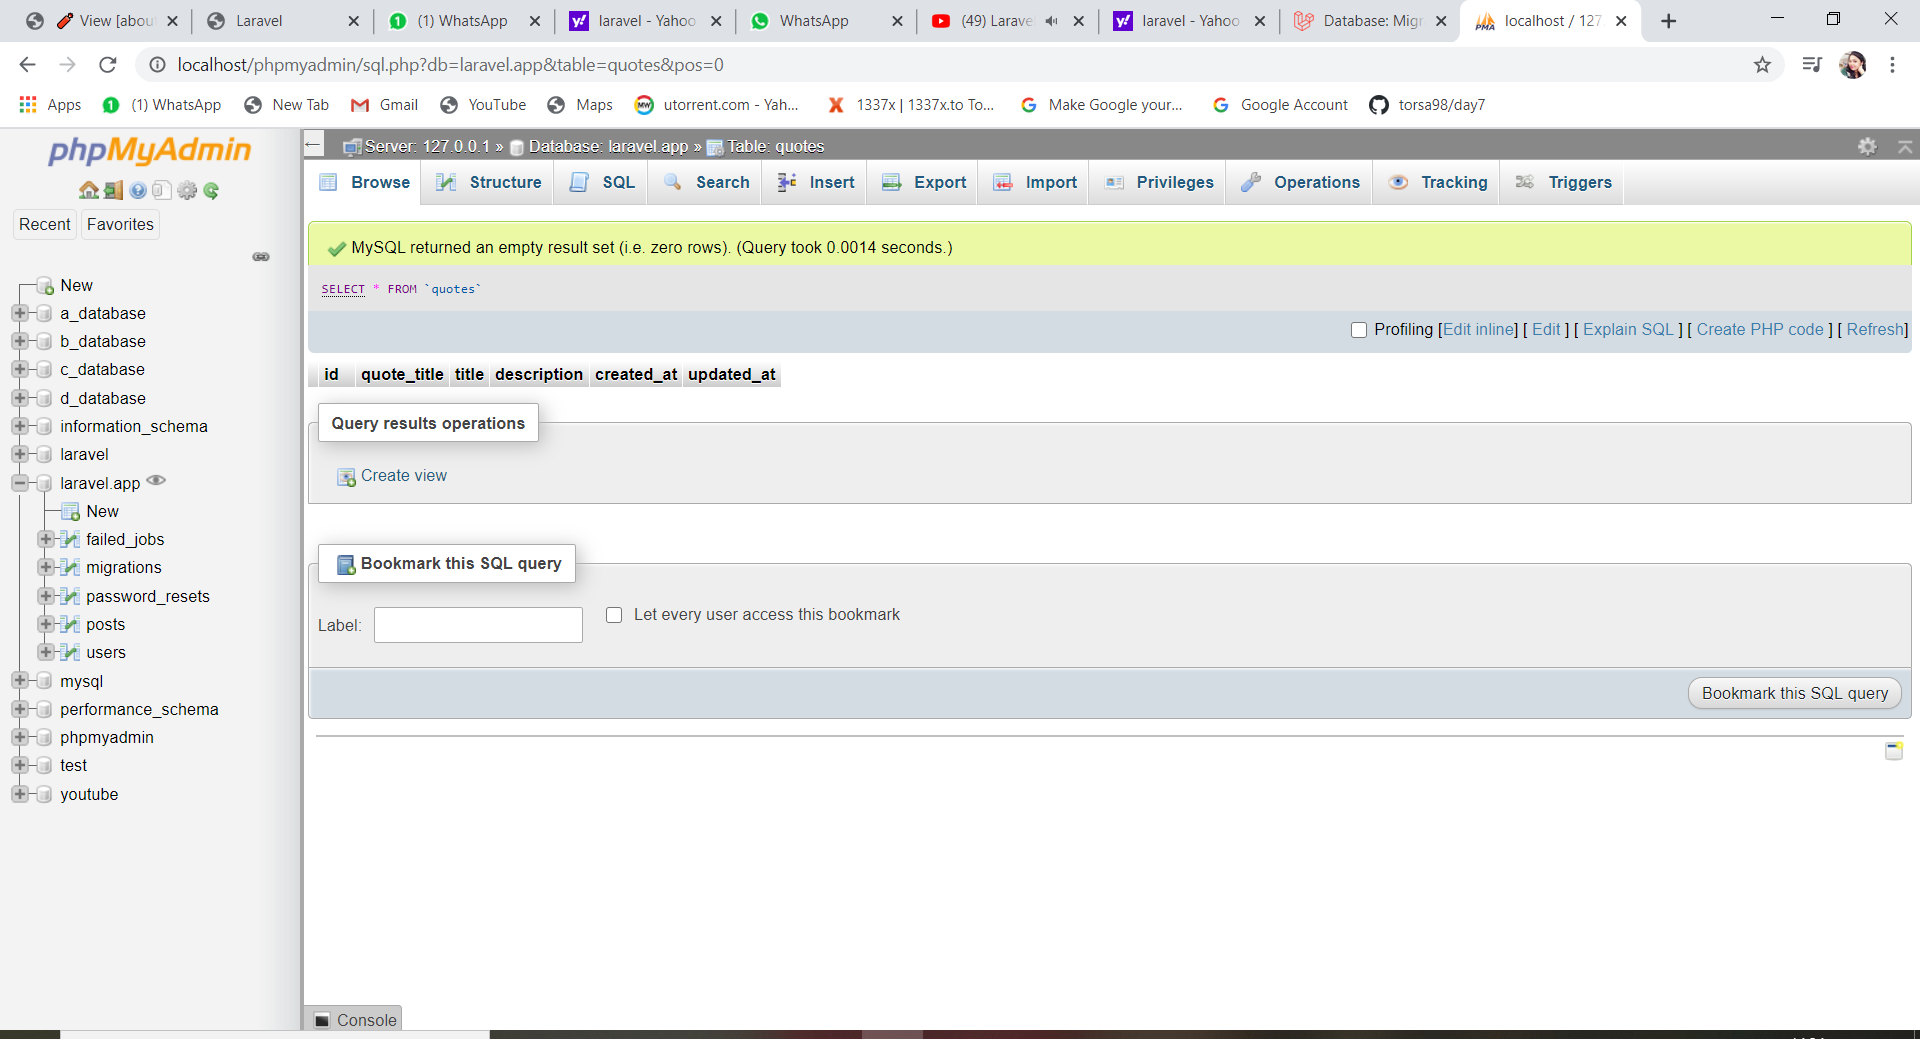 View [abou
Laravel
(1) WhatsApp
laravel - Yahoo
WhatsApp
(49) Larave
laravel - Yahoo
Database: Migr
localhost / 127.
localhost/phpmyadmin/sql.php?db=laravel.app&table=quotes&pos=0
Apps
(1) WhatsApp
New Tab
Gmail
YouTube
Maps
utorrent.com - Yah...
1337x | 1337x.to To...
Make Google your...
Google Account
torsa98/day7
phpMyAdmin
Recent
Favorites
New
a_database
b_database
c_database
d_database
information_schema
laravel
laravel.app
New
failed_jobs
migrations
password_resets
posts
users
mysql
performance_schema
phpmyadmin
test
youtube
Server: 127.0.0.1 » Database: laravel.app » Table: quotes
Browse
Structure
SQL
Search
Insert
Export
Import
Privileges
Operations
Tracking
Triggers
MySQL returned an empty result set (i.e. zero rows). (Query took 0.0014 seconds.)
SELECT * FROM `quotes`
Profiling [Edit inline] [ Edit ] [ Explain SQL ] [ Create PHP code ] [ Refresh]
id quote_title title description created_at updated_at
Query results operations
Create view
Bookmark this SQL query
Label:
Let every user access this bookmark
Bookmark this SQL query
Console